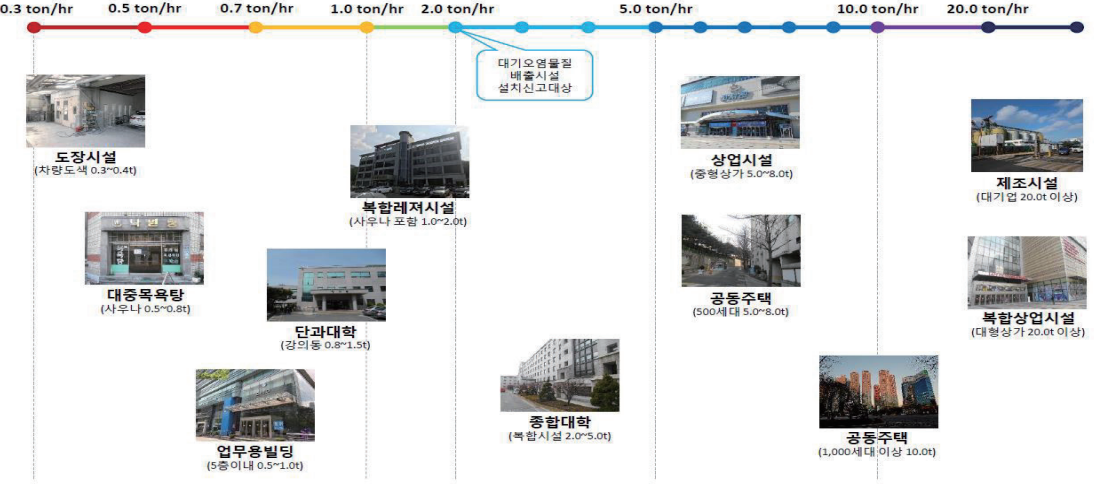 0.3 ton/hr
0.5 ton/hr
0.7 ton/hr
1.0 ton/hr
2.0 ton/hr
5.0 ton/hr
10.0 ton/hr
20.0 ton/hr
대기오염물질
배출시설
설치신고대상
도장시설
(차량도색 0.3~0.4t)
복합레져시설
(사우나 포함 1.0~2.0t)
상업시설
(중형상가 5.0~8.0t)
제조시설
(대기업 20.0t 이상)
대중목욕탕
(사우나 0.5~0.8t)
단과대학
(강의동 0.8~1.5t)
공동주택
(500세대 5.0~8.0t)
복합상업시설
(대형상가 20.0t 이상)
업무용빌딩
(5층이내 0.5~1.0t)
종합대학
(복합시설 2.0~5.0t)
공동주택
(1,000세대 이상 10.0t)